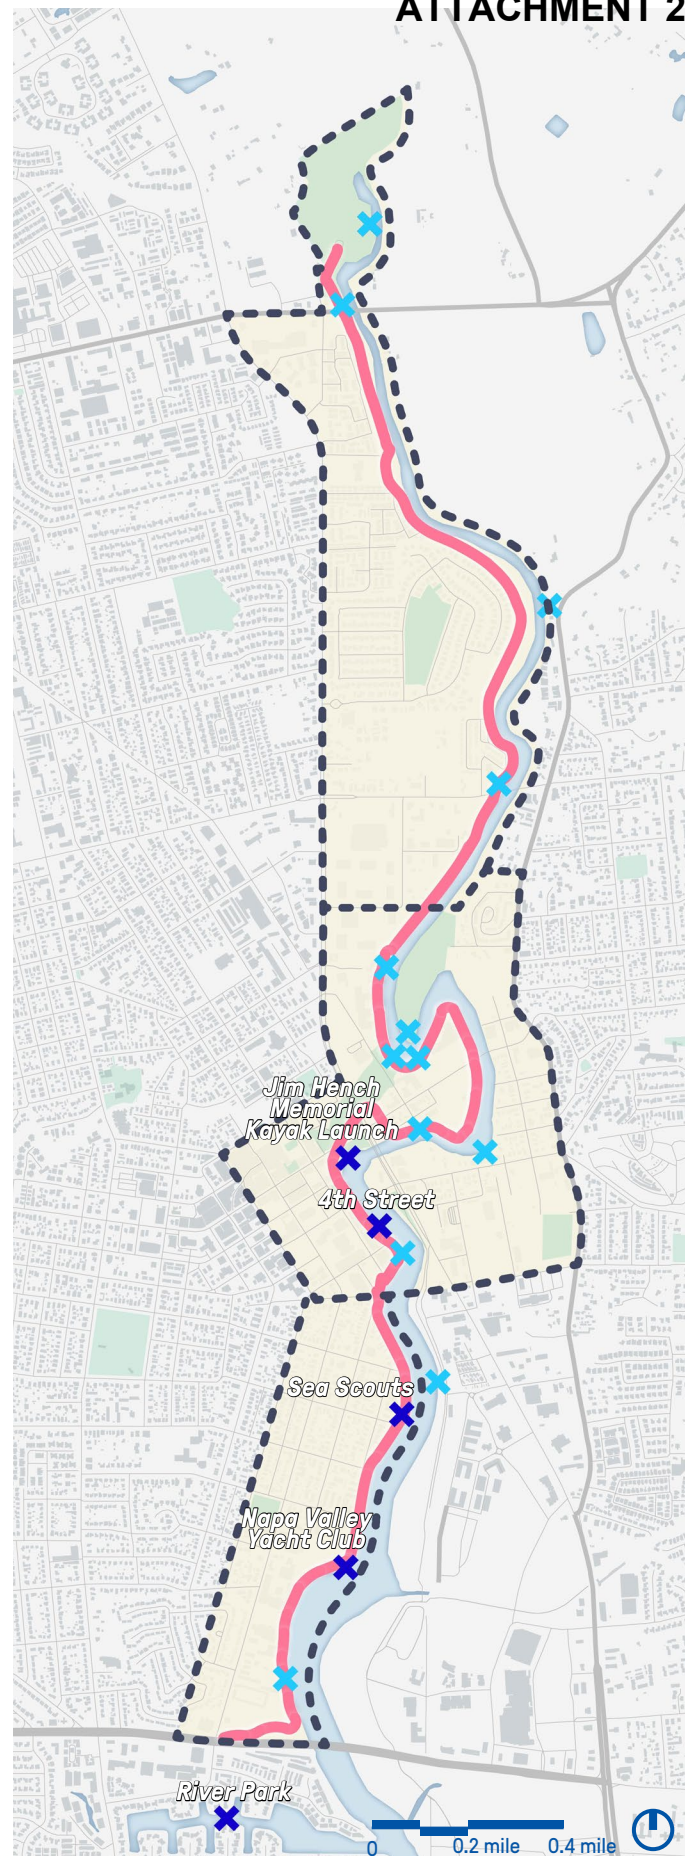 ATTACHMENT 2
Jim Hench
Memorial
Kayak Launch
4th Street
Sea Scouts
Napa Valley
Yacht Club
River Park
0 0.2 mile 0.4 mile